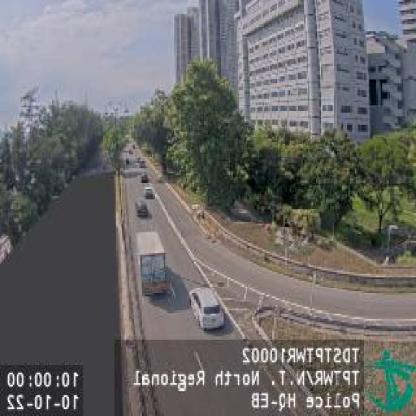 TDSTPTWR10002
TPTWR/N.T. North Regional
Police HQ-EB
10:00:00
10-10-22